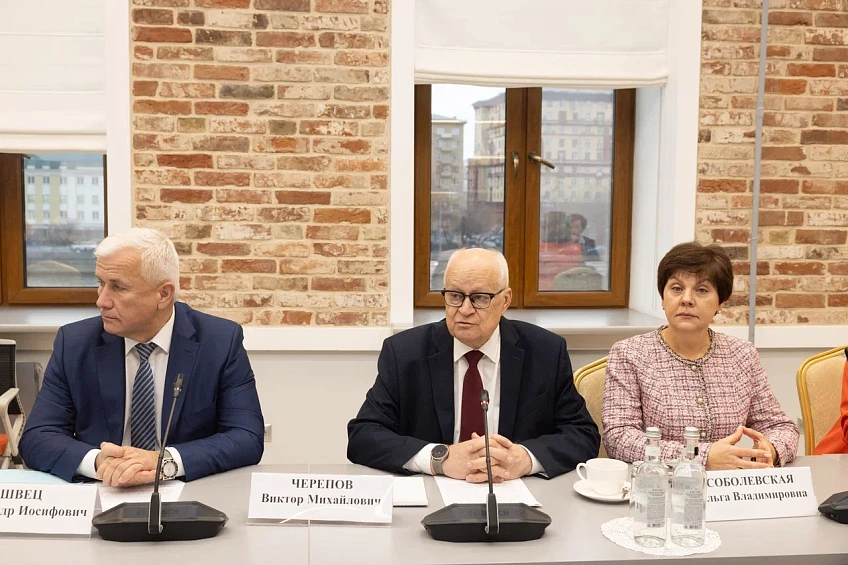 ШВЕЦ
др Иосифович
ЧЕРЕПОВ
Виктор Михайлович
СОБОЛЕВСКАЯ
льга Владимировна